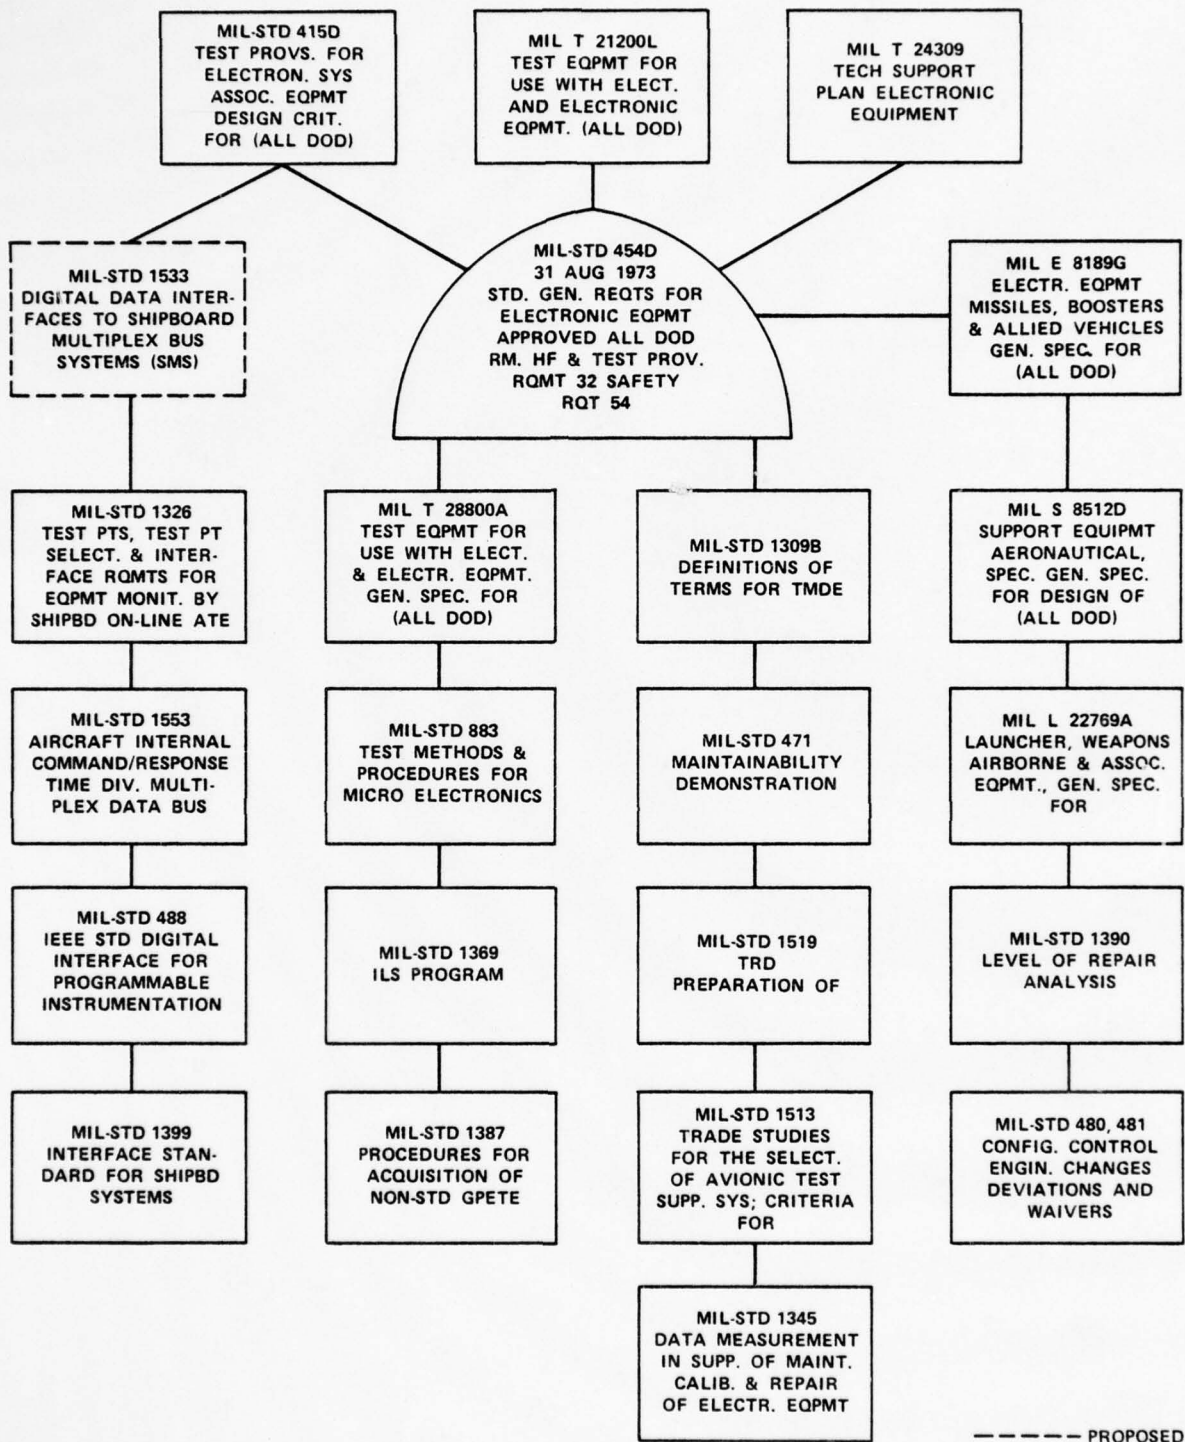 MIL-STD 415D
TEST PROVS. FOR
ELECTRON. SYS
ASSOC. EQPMT
DESIGN CRIT.
FOR (ALL DOD)
MIL T 21200L
TEST EQPMT FOR
USE WITH ELECT.
AND ELECTRONIC
EQPMT. (ALL DOD)
MIL T 24309
TECH SUPPORT
PLAN ELECTRONIC
EQUIPMENT
MIL-STD 1533
DIGITAL DATA INTER-
FACES TO SHIPBOARD
MULTIPLEX BUS
SYSTEMS (SMS)
MIL-STD 454D
31 AUG 1973
STD. GEN. REQTS FOR
ELECTRONIC EQPMT
APPROVED ALL DOD
RM. HF & TEST PROV.
RQMT 32 SAFETY
RQT 54
MIL E 8189G
ELECTR. EQPMT
MISSILES, BOOSTERS
& ALLIED VEHICLES
GEN. SPEC. FOR
(ALL DOD)
MIL-STD 1326
TEST PTS, TEST PT
SELECT. & INTER-
FACE RQMTS FOR
EQPMT MONIT. BY
SHIPBD ON-LINE ATE
MIL T 28800A
TEST EQPMT FOR
USE WITH ELECT.
& ELECTR. EQPMT.
GEN. SPEC. FOR
(ALL DOD)
MIL-STD 1309B
DEFINITIONS OF
TERMS FOR TMDE
MIL S 8512D
SUPPORT EQUIPMT
AERONAUTICAL,
SPEC. GEN. SPEC.
FOR DESIGN OF
(ALL DOD)
MIL-STD 1553
AIRCRAFT INTERNAL
COMMAND/RESPONSE
TIME DIV. MULTI-
PLEX DATA BUS
MIL-STD 883
TEST METHODS &
PROCEDURES FOR
MICRO ELECTRONICS
MIL-STD 471
MAINTAINABILITY
DEMONSTRATION
MIL L 22769A
LAUNCHER, WEAPONS
AIRBORNE & ASSOC.
EQPMT., GEN. SPEC.
FOR
MIL-STD 488
IEEE STD DIGITAL
INTERFACE FOR
PROGRAMMABLE
INSTRUMENTATION
MIL-STD 1369
ILS PROGRAM
MIL-STD 1519
TRD
PREPARATION OF
MIL-STD 1390
LEVEL OF REPAIR
ANALYSIS
MIL-STD 1399
INTERFACE STAN-
DARD FOR SHIPBD
SYSTEMS
MIL-STD 1387
PROCEDURES FOR
ACQUISITION OF
NON-STD GPETE
MIL-STD 1513
TRADE STUDIES
FOR THE SELECT.
OF AVIONIC TEST
SUPP. SYS; CRITERIA
FOR
MIL-STD 480, 481
CONFIG. CONTROL
ENGIN. CHANGES
DEVIATIONS AND
WAIVERS
MIL-STD 1345
DATA MEASUREMENT
IN SUPP. OF MAINT.
CALIB. & REPAIR
OF ELECTR. EQPMT
PROPOSED